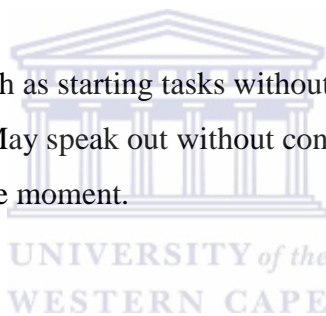 h as starting tasks without
May speak out without con
e moment.
UNIVERSITY of the
WESTERN CAPE